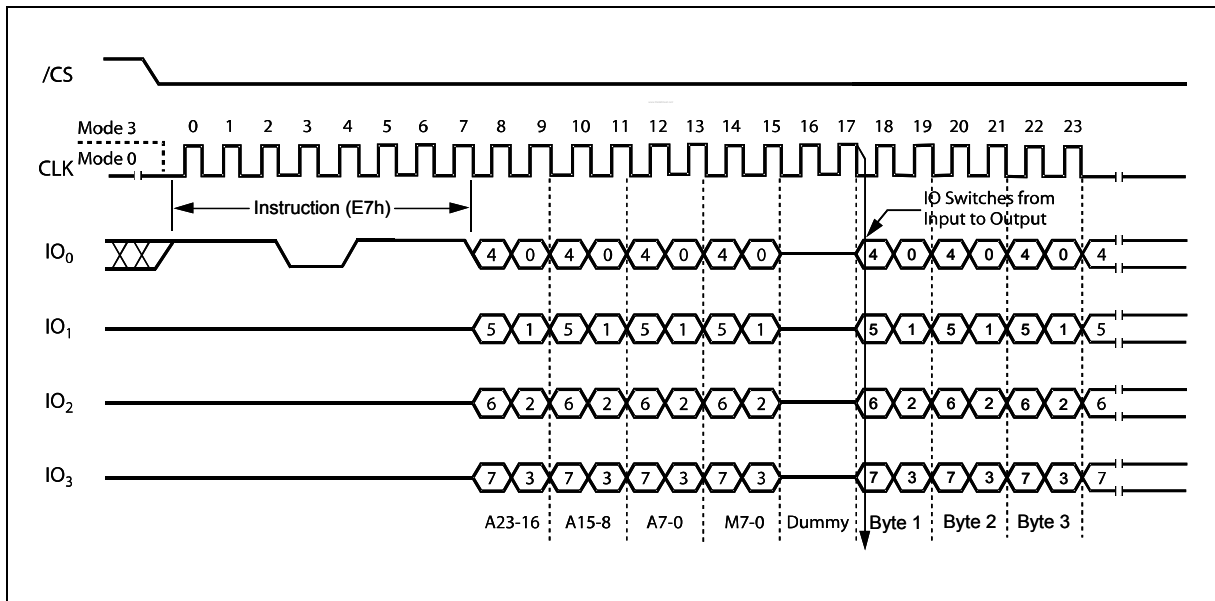 /CS
Mode 3
0 1 2 3 4 5 6 7 8 9 10 11 12 13 14 15 16 17 18 19 20 21 22 23
CLK
Mode 0
Instruction (E7h)
IO Switches from
Input to Output
IO0
4 0 4 0 4 0 4 0 4 0 4 0 4 0 4
IO1
5 1 5 1 5 1 5 1 5 1 5 1 5 1 5
IO2
6 2 6 2 6 2 6 2 6 2 6 2 6 2 6
IO3
7 3 7 3 7 3 7 3 7 3 7 3 7 3 7
A23-16 A15-8 A7-0 M7-0 Dummy Byte 1 Byte 2 Byte 3